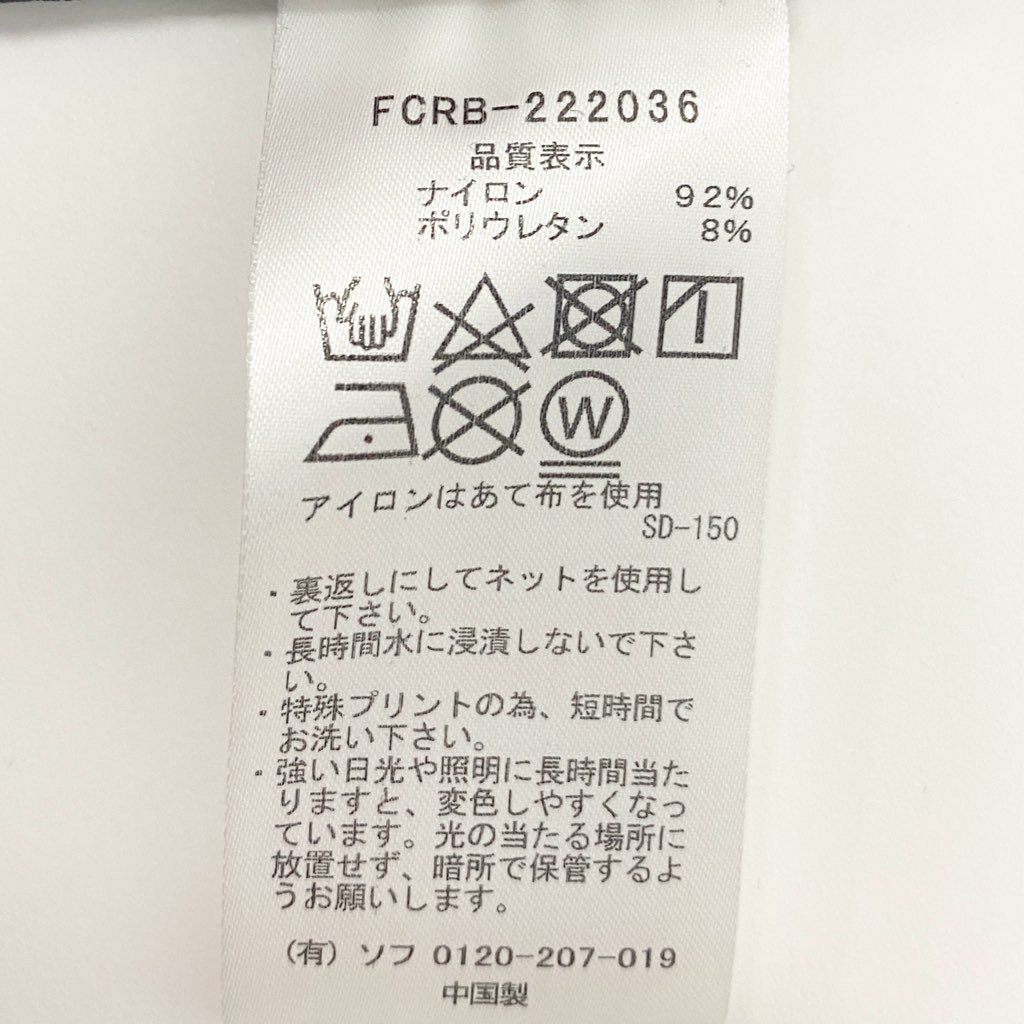 FCRB-222036
品質表示
ナイロン 92%
ポリウレタン 8%
W
アイロンはあて布を使用
SD-150
・裏返しにしてネットを使用し
て下さい。
・長時間水に浸漬しないで下さ
い。
・特殊プリントの為、短時間で
お洗い下さい。
・強い日光や照明に長時間当た
りますと、変色しやすくなっ
ています。光の当たる場所に
放置せず、暗所で保管するよ
うお願いします。
(有) ソフ 0120-207-019
中国製